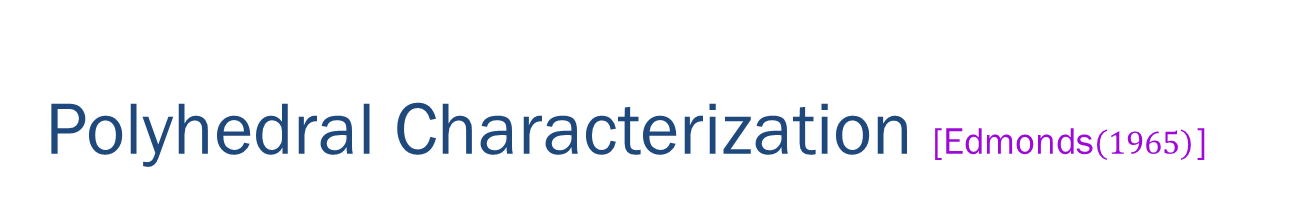 Polyhedral Characterization [Edmonds(1965)]